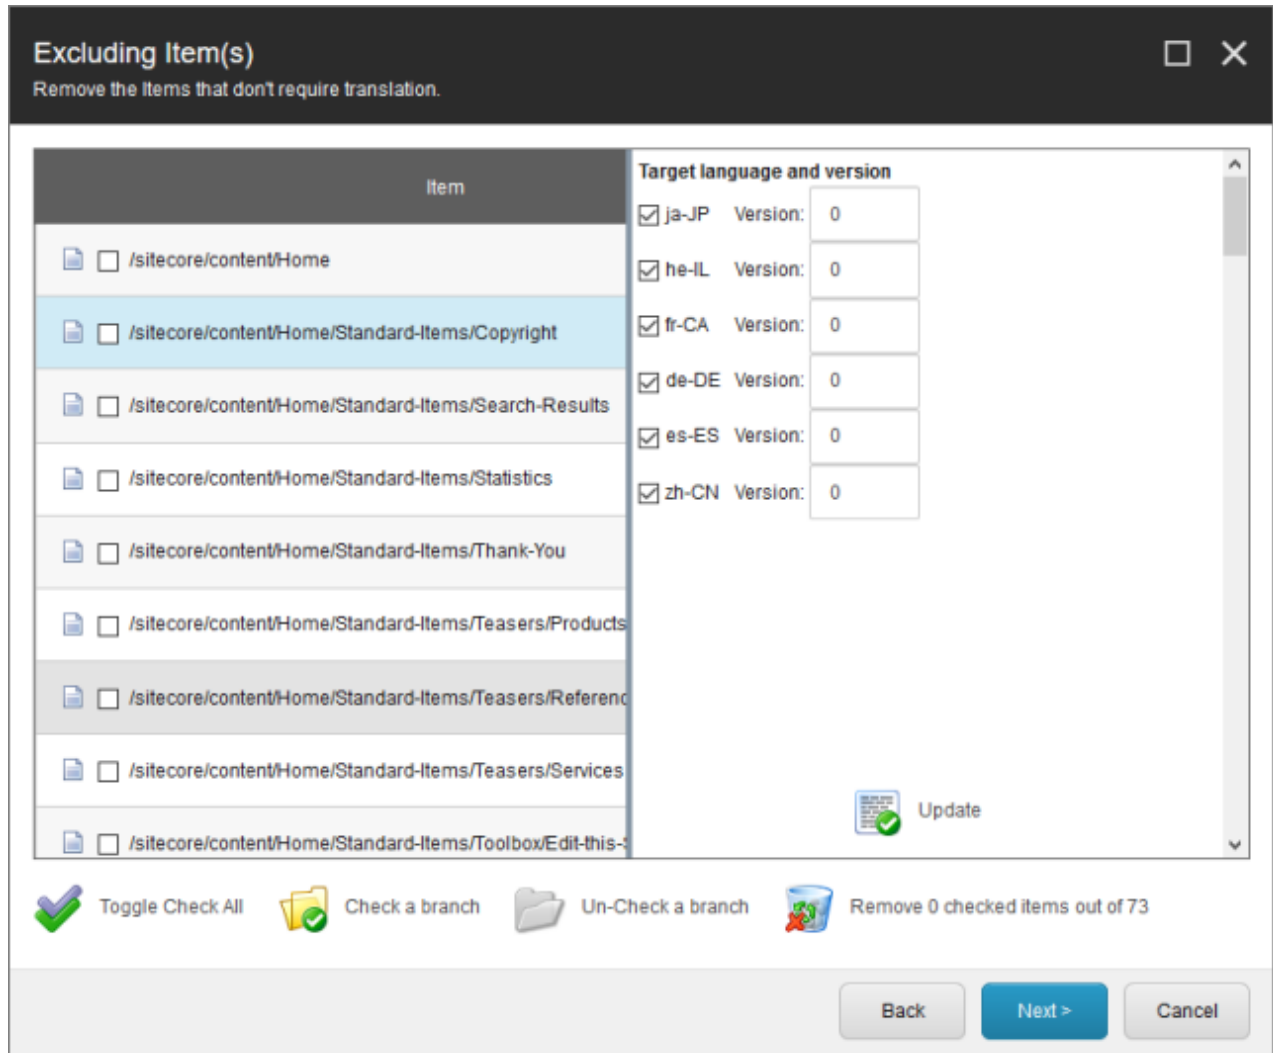 Excluding Item(s)
Remove the Items that don't require translation.
Item
/sitecore/content/Home
/sitecore/content/Home/Standard-Items/Copyright
/sitecore/content/Home/Standard-Items/Search-Results
/sitecore/content/Home/Standard-Items/Statistics
/sitecore/content/Home/Standard-Items/Thank-You
/sitecore/content/Home/Standard-Items/Teasers/Products
/sitecore/content/Home/Standard-Items/Teasers/Referenc
/sitecore/content/Home/Standard-Items/Teasers/Services
/sitecore/content/Home/Standard-Items/Toolbox/Edit-this-
Target language and version
ja-JP Version: 0
he-IL Version: 0
fr-CA Version: 0
de-DE Version: 0
es-ES Version: 0
zh-CN Version: 0
Update
Toggle Check All Check a branch Un-Check a branch Remove 0 checked items out of 73
Back Next > Cancel